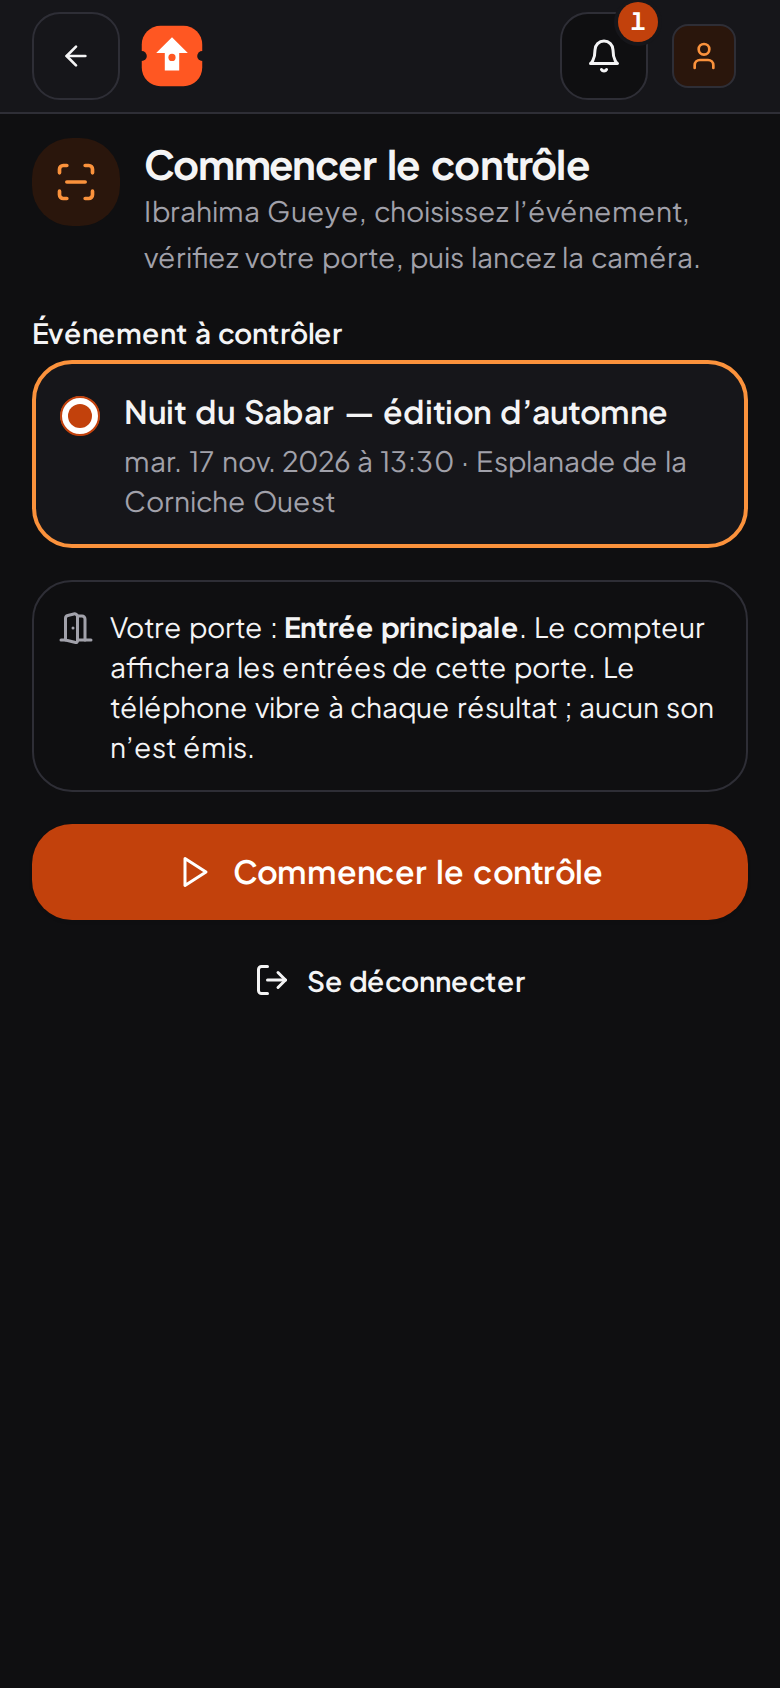 1
Commencer le contrôle
Ibrahima Gueye, choisissez l’événement,
vérifiez votre porte, puis lancez la caméra.
Événement à contrôler
Nuit du Sabar — édition d’automne
mar. 17 nov. 2026 à 13:30 · Esplanade de la
Corniche Ouest
Votre porte : Entrée principale. Le compteur
affichera les entrées de cette porte. Le
téléphone vibre à chaque résultat ; aucun son
n’est émis.
Commencer le contrôle
Se déconnecter